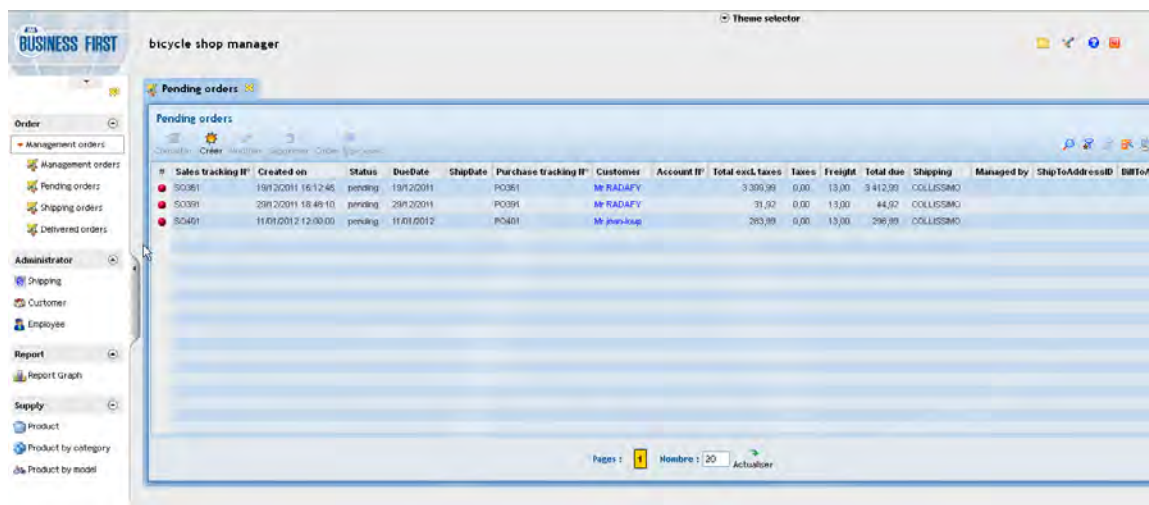 Theme selector
BUSINESS FIRST
bicycle shop manager
Pending orders
Order
Management orders
Management orders
Pending orders
Shipping orders
Delivered orders
Administrator
Shipping
Customer
Employee
Report
Report Graph
Supply
Product
Product by category
Product by model
Pending orders
Créer
# Sales tracking N° Created on Status DueDate ShipDate Purchase tracking N° Customer Account N° Total excl. taxes Taxes Freight Total due Shipping Managed by ShipToAddressID BillToA
SO361 19/12/2011 16:12:46 pending 19/12/2011 PO361 Mr RADAFY 0,00 13,00 3 412,99 COLLISSIMO
SO391 29/12/2011 18:48:10 pending 29/12/2011 PO391 Mr RADAFY 31,92 0,00 13,00 44,92 COLLISSIMO
SO401 11/01/2012 12:00:00 pending 11/01/2012 PO401 Mr jean-loup 283,99 0,00 13,00 296,99 COLLISSIMO
Pages : 1 Nombre : 20 Actualiser